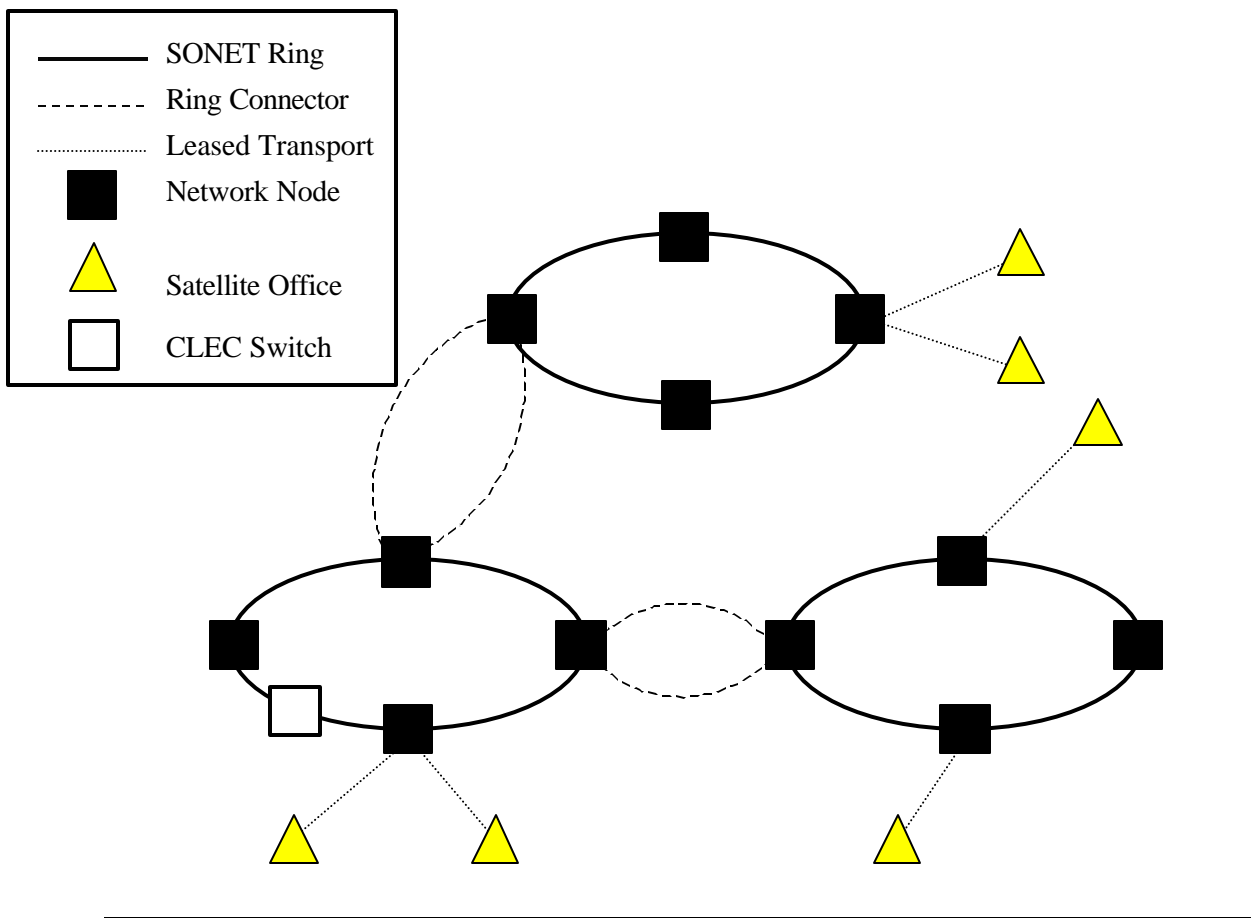 SONET Ring
Ring Connector
Leased Transport
Network Node
Satellite Office
CLEC Switch